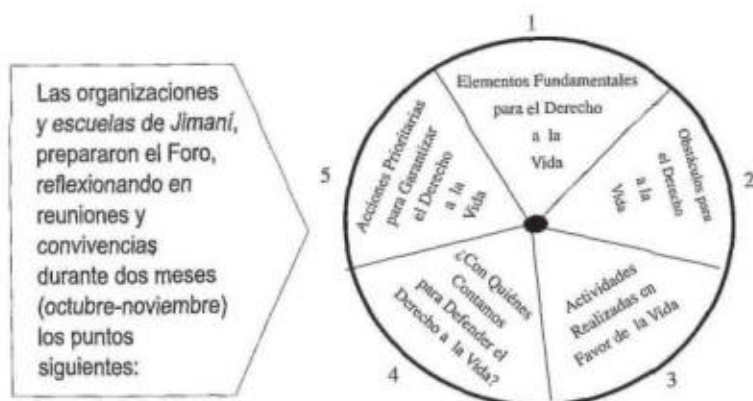 Las organizaciones
y escuelas de Jimaní,
prepararon el Foro,
reflexionando en
reuniones y
convivencias
durante dos meses
(octubre-noviembre)
los puntos
siguientes:
1
Elementos Fundamentales
para el Derecho
a la
Vida
2
Obstáculos para
el Derecho
a la
Vida
3
Actividades
Realizadas en
Favor de la Vida
4
¿Con Quiénes
Contamos
para Defender el
Derecho a la Vida?
5
Acciones Prioritarias
para Garantizar
el Derecho
a la
Vida